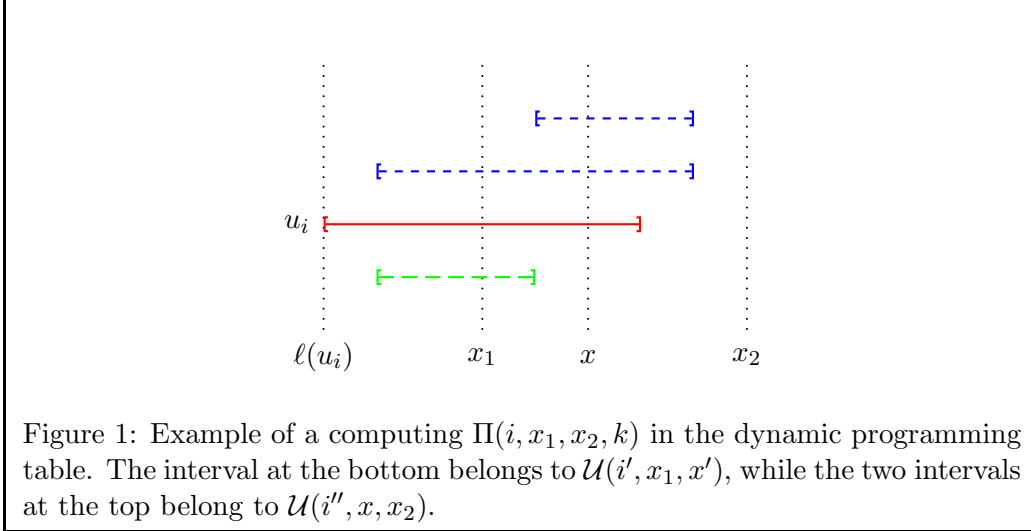 u_i
ℓ(u_i) x_1 x x_2
Figure 1: Example of a computing Π(i, x_1, x_2, k) in the dynamic programming
table. The interval at the bottom belongs to 𝒰(i′, x_1, x′), while the two intervals
at the top belong to 𝒰(i″, x, x_2).